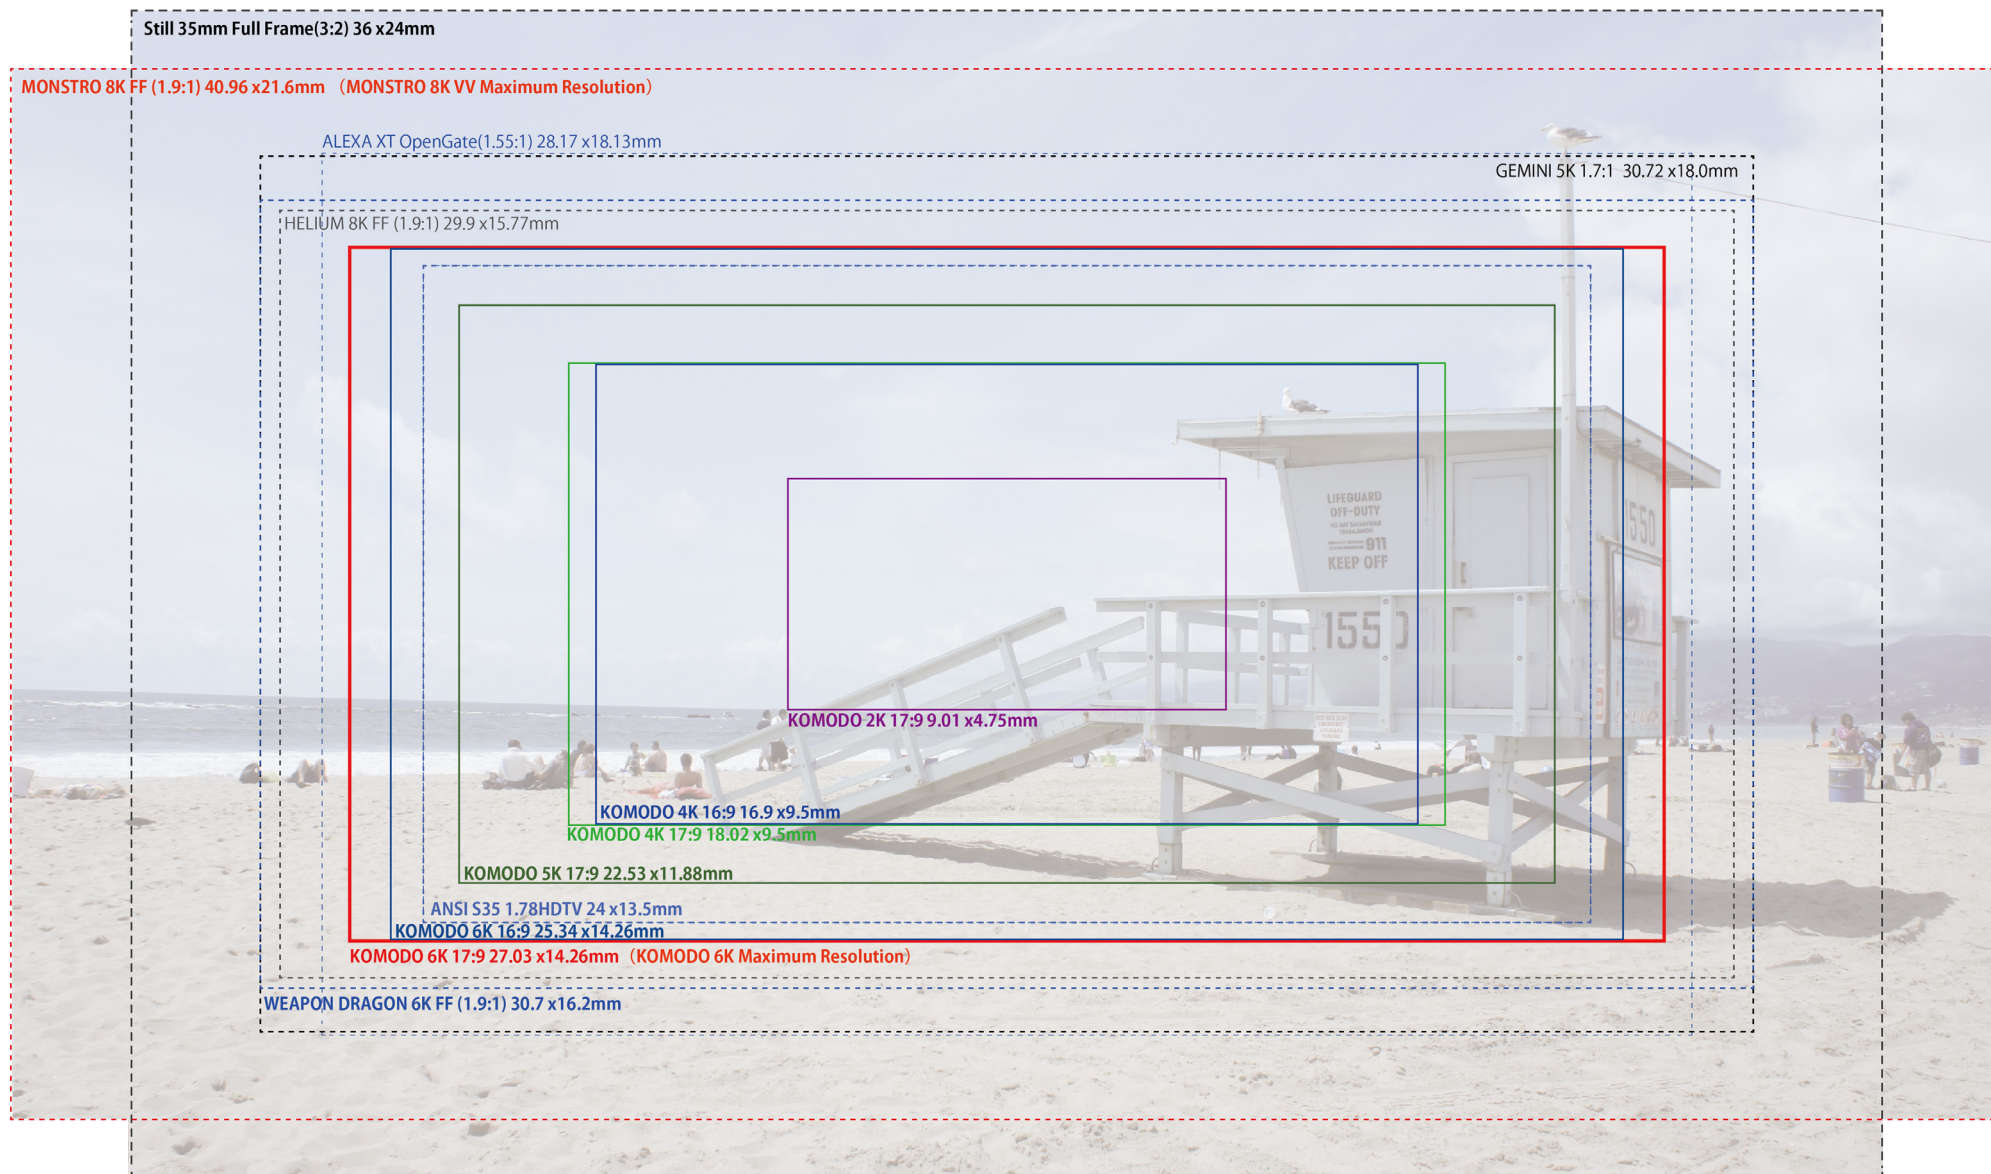 Still 35mm Full Frame(3:2) 36 x24mm
MONSTRO 8K FF (1.9:1) 40.96 x21.6mm （MONSTRO 8K VV Maximum Resolution）
ALEXA XT OpenGate(1.55:1) 28.17 x18.13mm
GEMINI 5K 1.7:1 30.72 x18.0mm
HELIUM 8K FF (1.9:1) 29.9 x15.77mm
LIFEGUARD
OFF-DUTY
911
KEEP OFF
1550
1550
KOMODO 2K 17:9 9.01 x4.75mm
KOMODO 4K 16:9 16.9 x9.5mm
KOMODO 4K 17:9 18.02 x9.5mm
KOMODO 5K 17:9 22.53 x11.88mm
ANSI S35 1.78HDTV 24 x13.5mm
KOMODO 6K 16:9 25.34 x14.26mm
KOMODO 6K 17:9 27.03 x14.26mm （KOMODO 6K Maximum Resolution）
WEAPON DRAGON 6K FF (1.9:1) 30.7 x16.2mm